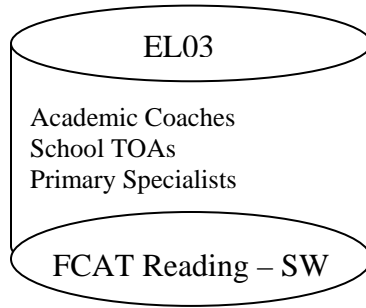 EL03
Academic Coaches
School TOAs
Primary Specialists
FCAT Reading – SW